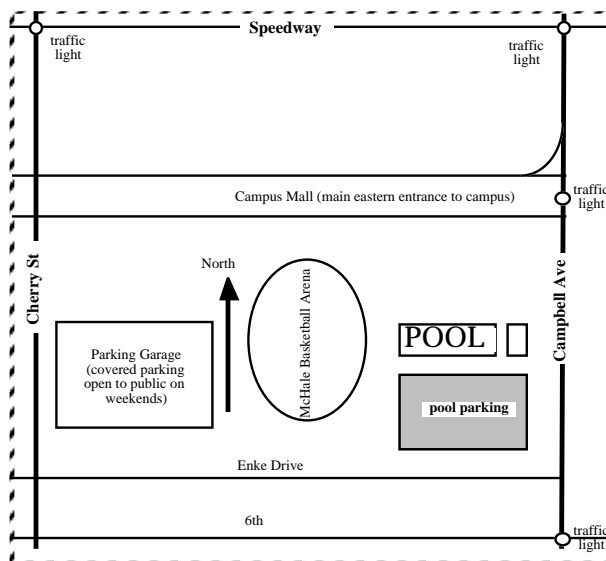 Speedway
traffic
light
traffic
light
Campus Mall (main eastern entrance to campus)
traffic
light
Cherry St
North
McHale Basketball Arena
Campbell Ave
POOL
Parking Garage
(covered parking
open to public on
weekends)
pool parking
Enke Drive
6th
traffic
light